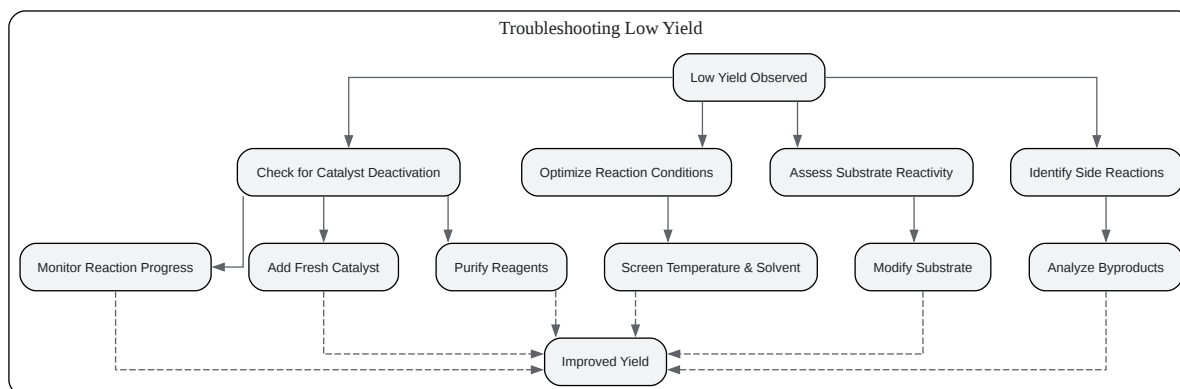 Troubleshooting Low Yield
Low Yield Observed
Check for Catalyst Deactivation
Optimize Reaction Conditions
Assess Substrate Reactivity
Identify Side Reactions
Monitor Reaction Progress
Add Fresh Catalyst
Purify Reagents
Screen Temperature & Solvent
Modify Substrate
Analyze Byproducts
Improved Yield